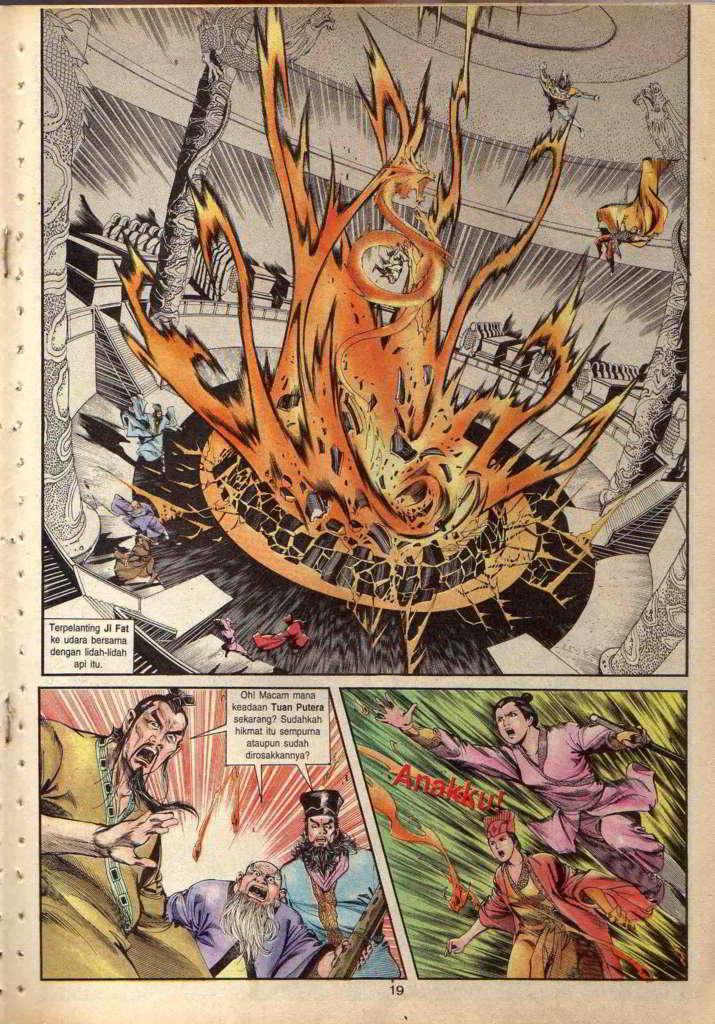 Terpelanting JI Fat
ke udara bersama
dengan lidah-lidah
api itu.
Oh! Macam mana
keadaan Tuan Putera
sekarang? Sudahkah
hikmat itu sempurna
ataupun sudah
dirosakkannya?
Anakku!
19